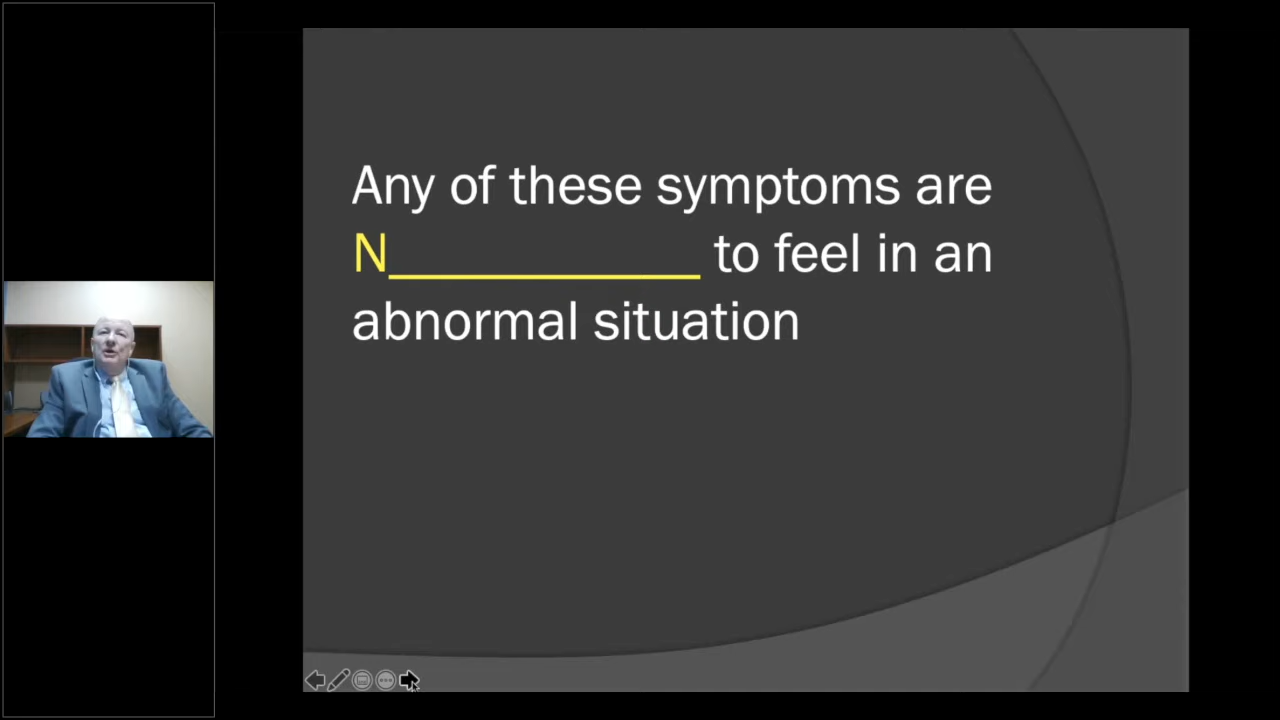 Any of these symptoms are
N____________ to feel in an
abnormal situation